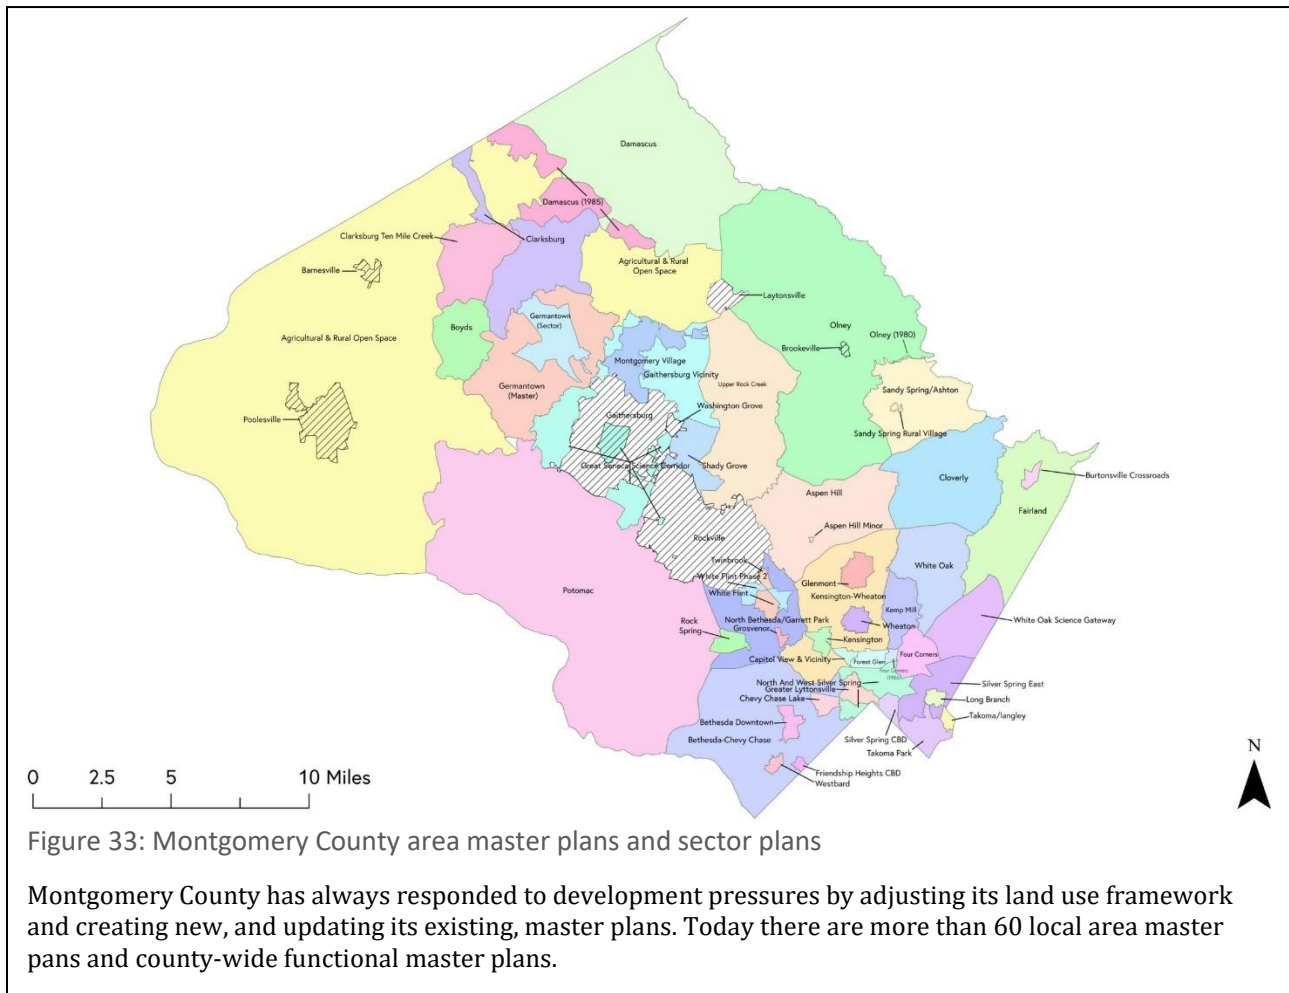 Damascus
Damascus (1985)
Clarksburg Ten Mile Creek
Clarksburg
Barnesville
Agricultural & Rural
Open Space
Laytonsville
Agricultural & Rural Open Space
Boyds
Germantown
(Sector)
Olney
Olney (1980)
Brookeville
Montgomery Village
Gaithersburg Vicinity
Upper Rock Creek
Germantown
(Master)
Sandy Spring/Ashton
Poolesville
Gaithersburg
Washington Grove
Sandy Spring Rural Village
Great Seneca Science Corridor
Shady Grove
Cloverly
Burtonsville Crossroads
Aspen Hill
Fairland
Aspen Hill Minor
Rockville
Twinbrook
White Flint Phase 2
White Flint
Glenmont
Kensington-Wheaton
White Oak
Potomac
Kemp Mill
Rock
Spring
North Bethesda/Garrett Park
Grosvenor
Wheaton
Kensington
White Oak Science Gateway
Capitol View & Vicinity
Forest Glen
Four Corners
Four Corners
(1986)
North And West Silver Spring
Greater Lyttonsville
Chevy Chase Lake
Silver Spring East
Long Branch
Takoma/langley
Bethesda Downtown
Bethesda-Chevy Chase
Silver Spring CBD
Takoma Park
Friendship Heights CBD
Westbard
N
0 2.5 5 10 Miles
Figure 33: Montgomery County area master plans and sector plans
Montgomery County has always responded to development pressures by adjusting its land use framework
and creating new, and updating its existing, master plans. Today there are more than 60 local area master
pans and county-wide functional master plans.